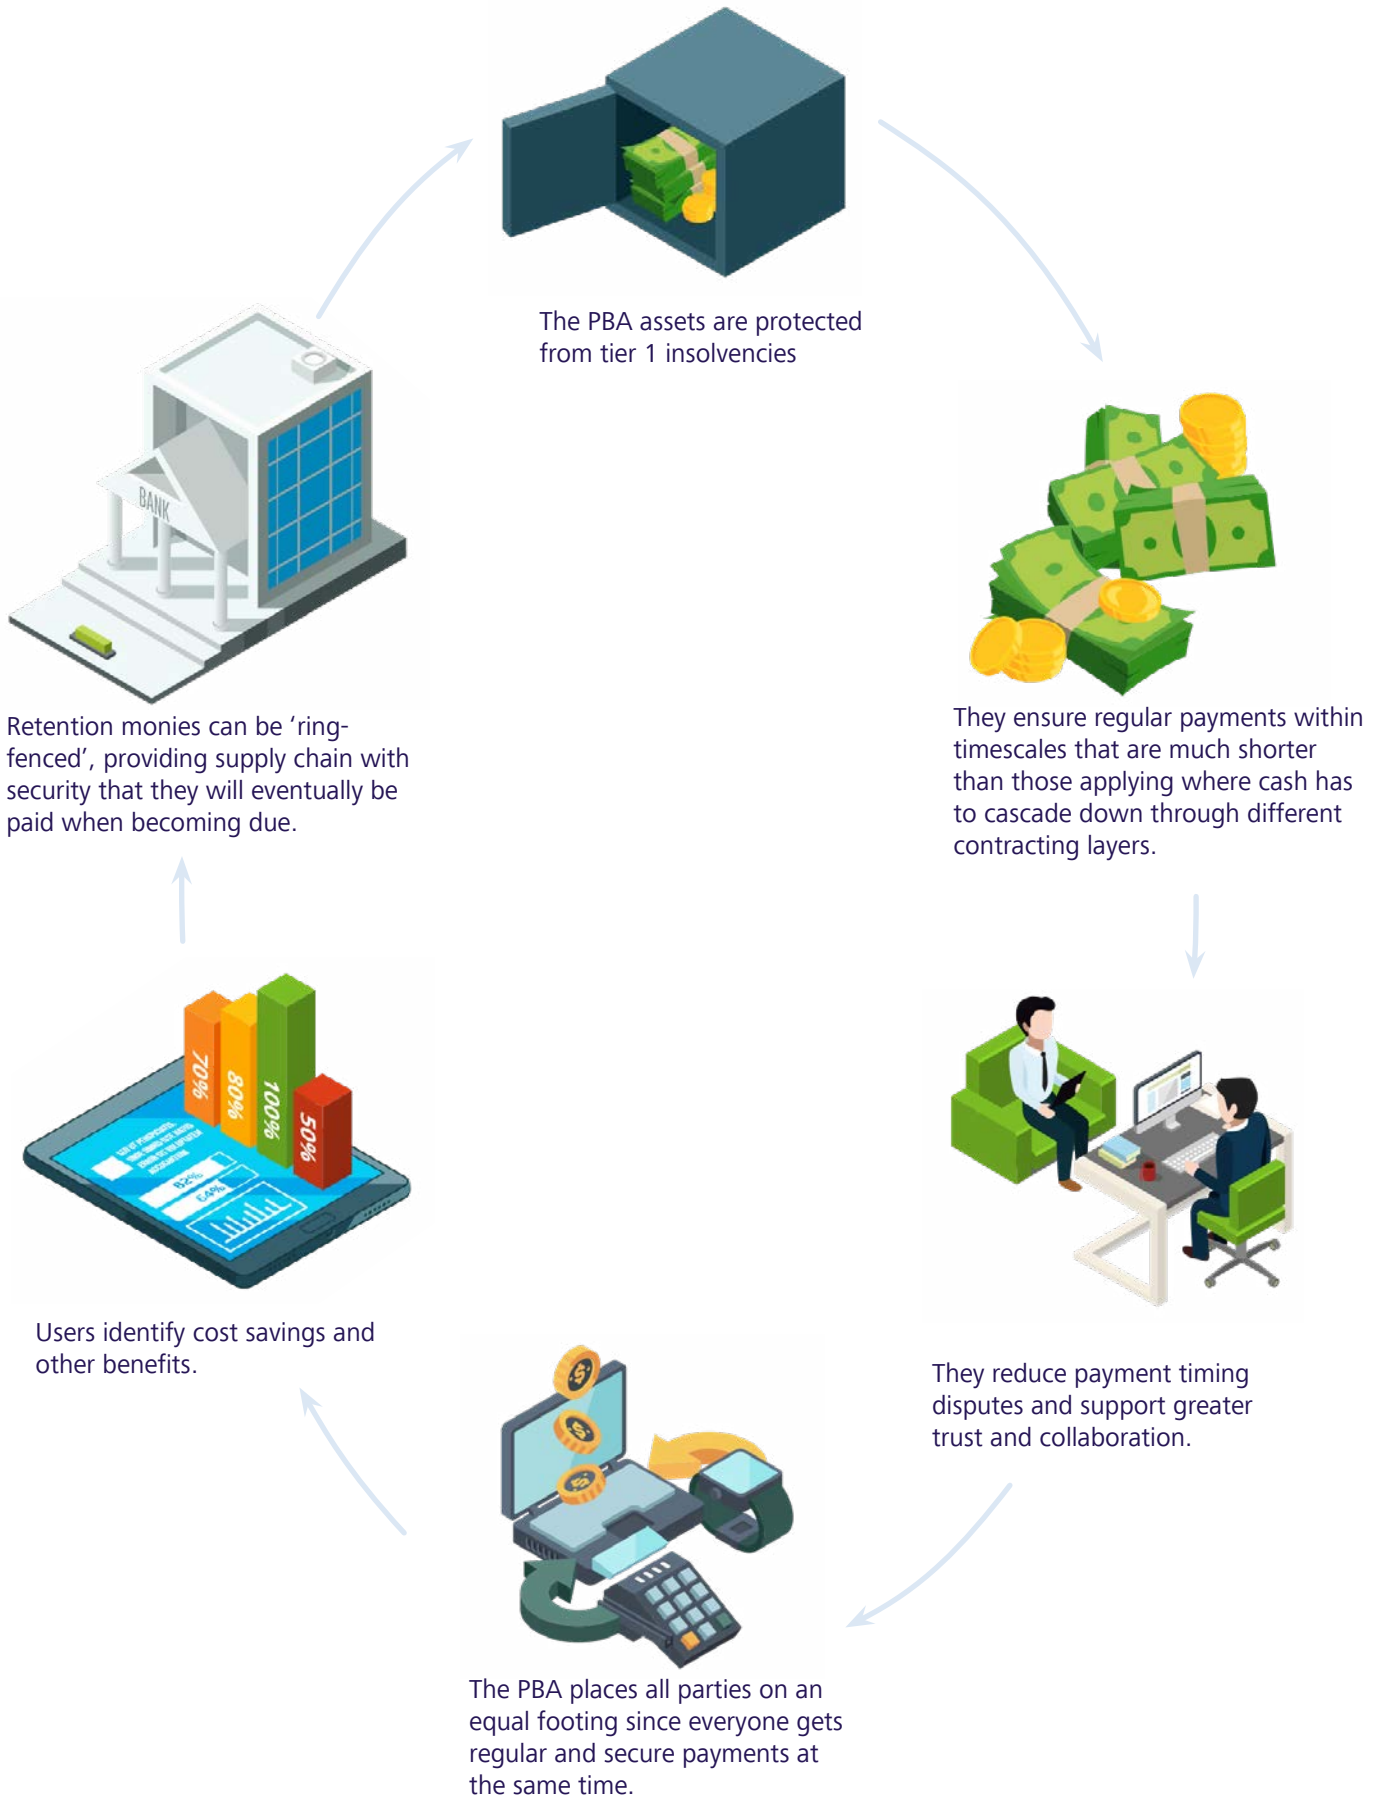 The PBA assets are protected
from tier 1 insolvencies
They ensure regular payments within
timescales that are much shorter
than those applying where cash has
to cascade down through different
contracting layers.
They reduce payment timing
disputes and support greater
trust and collaboration.
The PBA places all parties on an
equal footing since everyone gets
regular and secure payments at
the same time.
Users identify cost savings and
other benefits.
70%
80%
100%
50%
82%
64%
Retention monies can be ‘ring-
fenced’, providing supply chain with
security that they will eventually be
paid when becoming due.
BANK